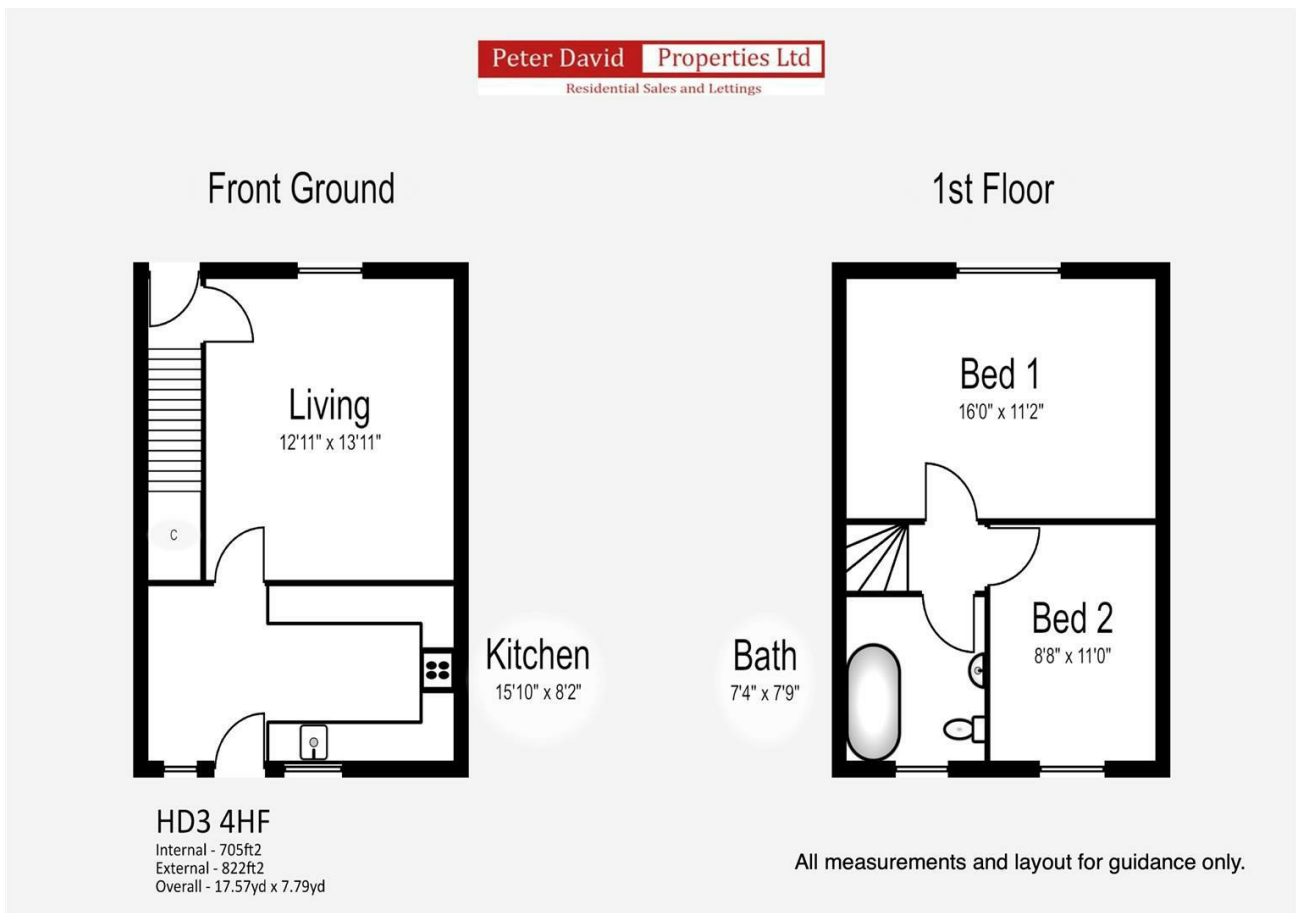 Peter David Properties Ltd
Residential Sales and Lettings
Front Ground
1st Floor
Living
12'11" x 13'11"
C
Kitchen
15'10" x 8'2"
Bed 1
16'0" x 11'2"
Bed 2
8'8" x 11'0"
Bath
7'4" x 7'9"
HD3 4HF
Internal - 705ft2
External - 822ft2
Overall - 17.57yd x 7.79yd
All measurements and layout for guidance only.